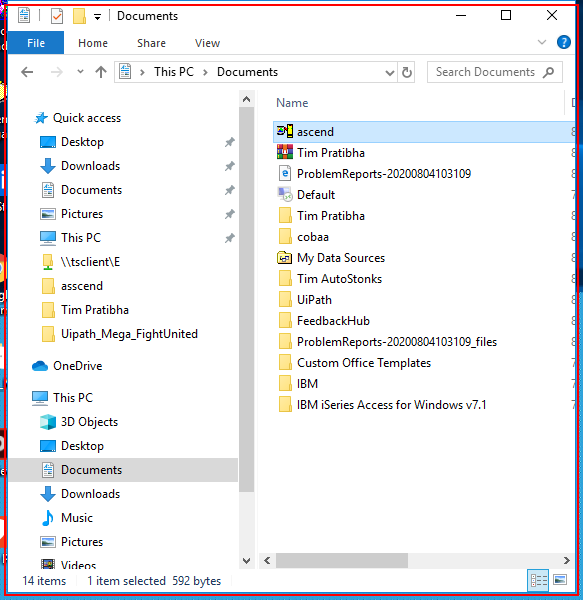 Documents
File Home Share View
This PC Documents Search Documents
Quick access
Desktop
Downloads
Documents
Pictures
This PC
\\tsclient\E
asscend
Tim Pratibha
Uipath_Mega_FightUnited
OneDrive
This PC
3D Objects
Desktop
Documents
Downloads
Music
Pictures
Videos
Name
ascend
Tim Pratibha
ProblemReports-20200804103109
Default
Tim Pratibha
cobaa
My Data Sources
Tim AutoStonks
UiPath
FeedbackHub
ProblemReports-20200804103109_files
Custom Office Templates
IBM
IBM iSeries Access for Windows v7.1
14 items 1 item selected 592 bytes